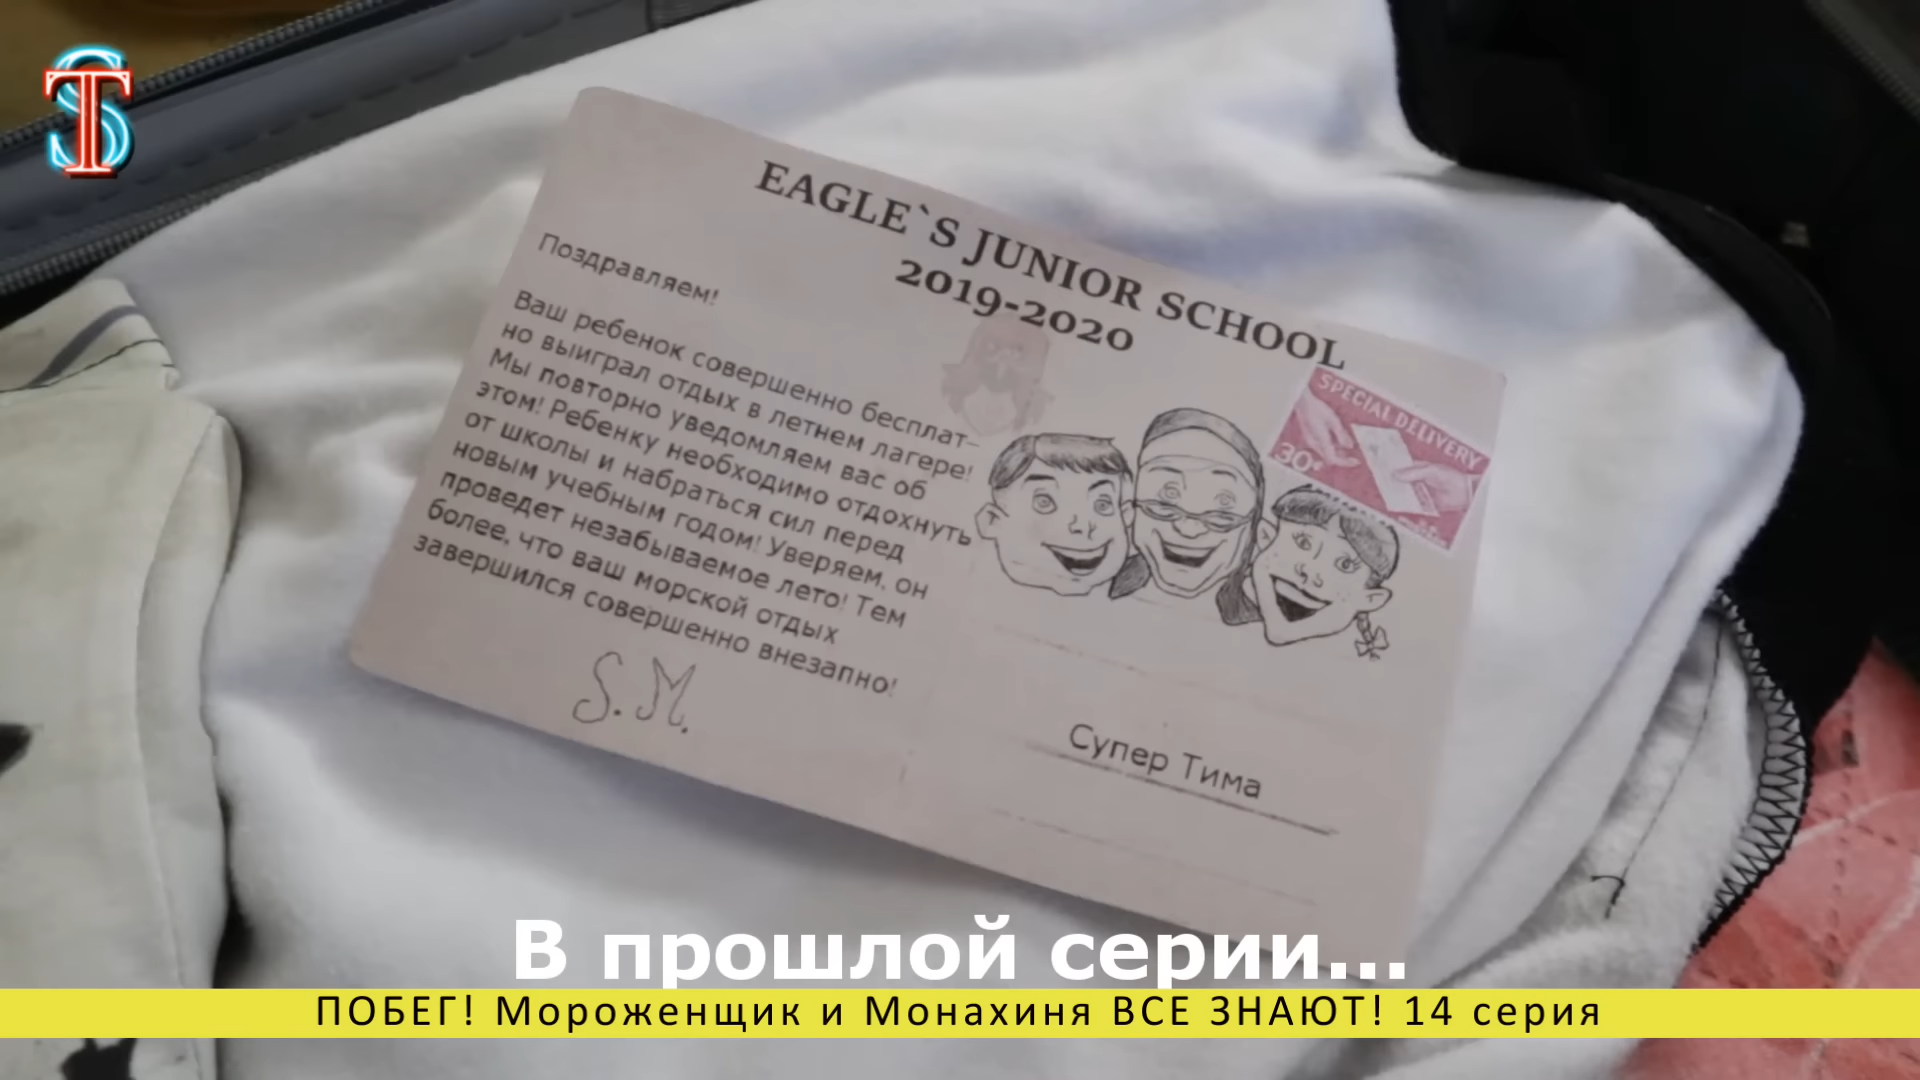 ST
EAGLE`S JUNIOR SCHOOL
2019-2020
Поздравляем!
Ваш ребенок совершенно бесплат-
но выиграл отдых в летнем лагере!
Мы повторно уведомляем вас об
этом! Ребенку необходимо отдохнуть
от школы и набраться сил перед
новым учебным годом! Уверяем, он
проведет незабываемое лето! Тем
более, что ваш морской отдых
завершился совершенно внезапно!
S. M.
SPECIAL DELIVERY
30¢
Супер Тима
В прошлой серии...
ПОБЕГ! Мороженщик и Монахиня ВСЕ ЗНАЮТ! 14 серия